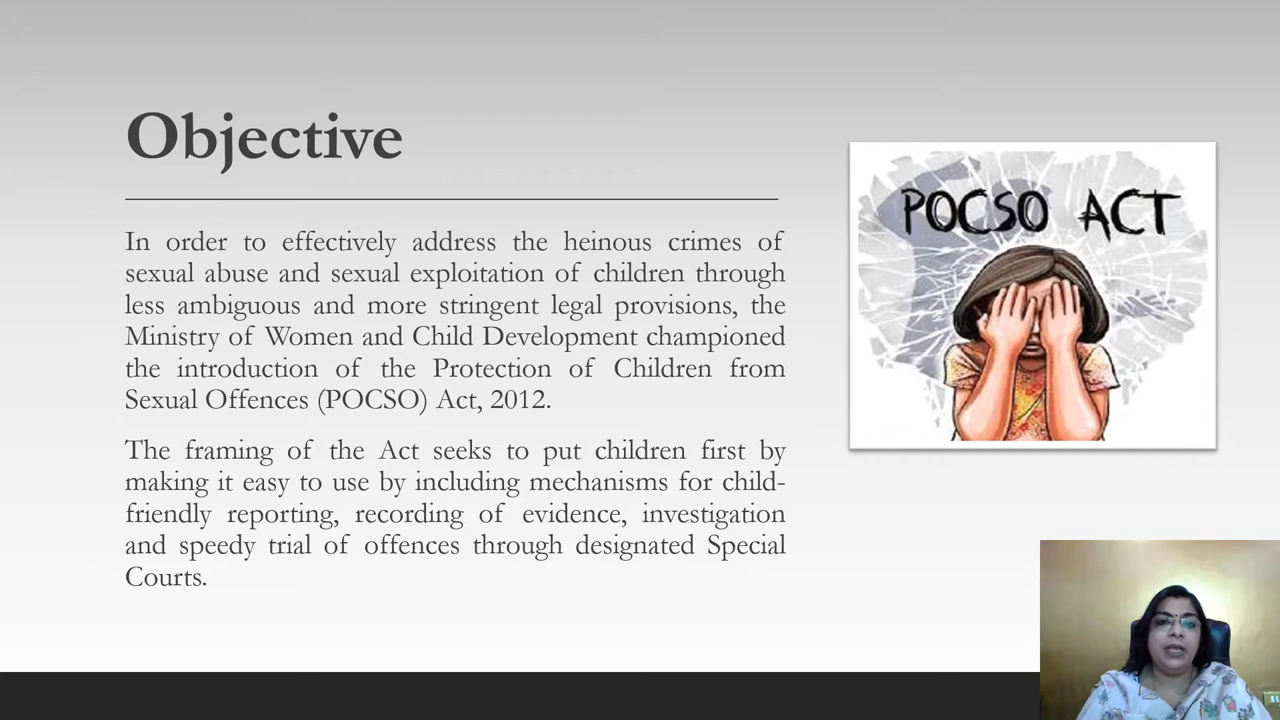 Objective
In order to effectively address the heinous crimes of
sexual abuse and sexual exploitation of children through
less ambiguous and more stringent legal provisions, the
Ministry of Women and Child Development championed
the introduction of the Protection of Children from
Sexual Offences (POCSO) Act, 2012.
The framing of the Act seeks to put children first by
making it easy to use by including mechanisms for child-
friendly reporting, recording of evidence, investigation
and speedy trial of offences through designated Special
Courts.
POCSO ACT